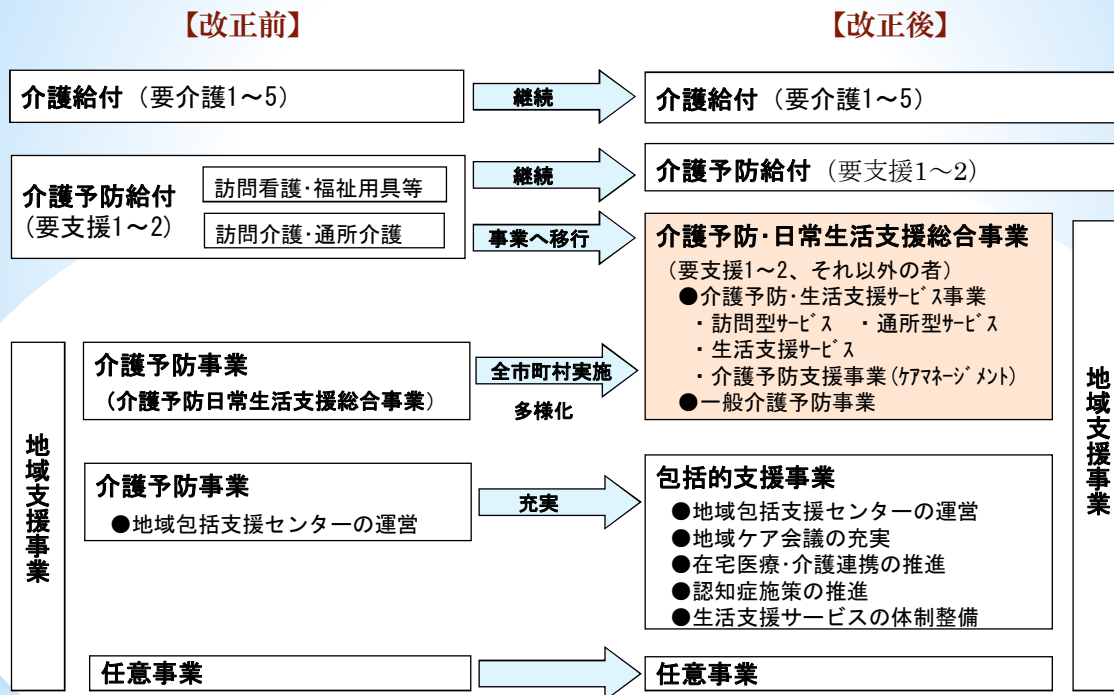 【改正前】
【改正後】
介護給付（要介護1～5）
継続
介護給付（要介護1～5）
介護予防給付
(要支援1～2)
訪問看護･福祉用具等
訪問介護･通所介護
継続
介護予防給付（要支援1～2）
事業へ移行
介護予防･日常生活支援総合事業
（要支援1～2、それ以外の者）
●介護予防･生活支援ｻｰﾋﾞｽ事業
・訪問型ｻｰﾋﾞｽ ・通所型ｻｰﾋﾞｽ
・生活支援ｻｰﾋﾞｽ
・介護予防支援事業(ｹｱﾏﾈｰｼﾞﾒﾝﾄ)
●一般介護予防事業
地域支援事業
介護予防事業
（介護予防日常生活支援総合事業）
全市町村実施
多様化
介護予防事業
●地域包括支援センターの運営
充実
包括的支援事業
●地域包括支援センターの運営
●地域ケア会議の充実
●在宅医療･介護連携の推進
●認知症施策の推進
●生活支援サービスの体制整備
任意事業
任意事業
地域支援事業